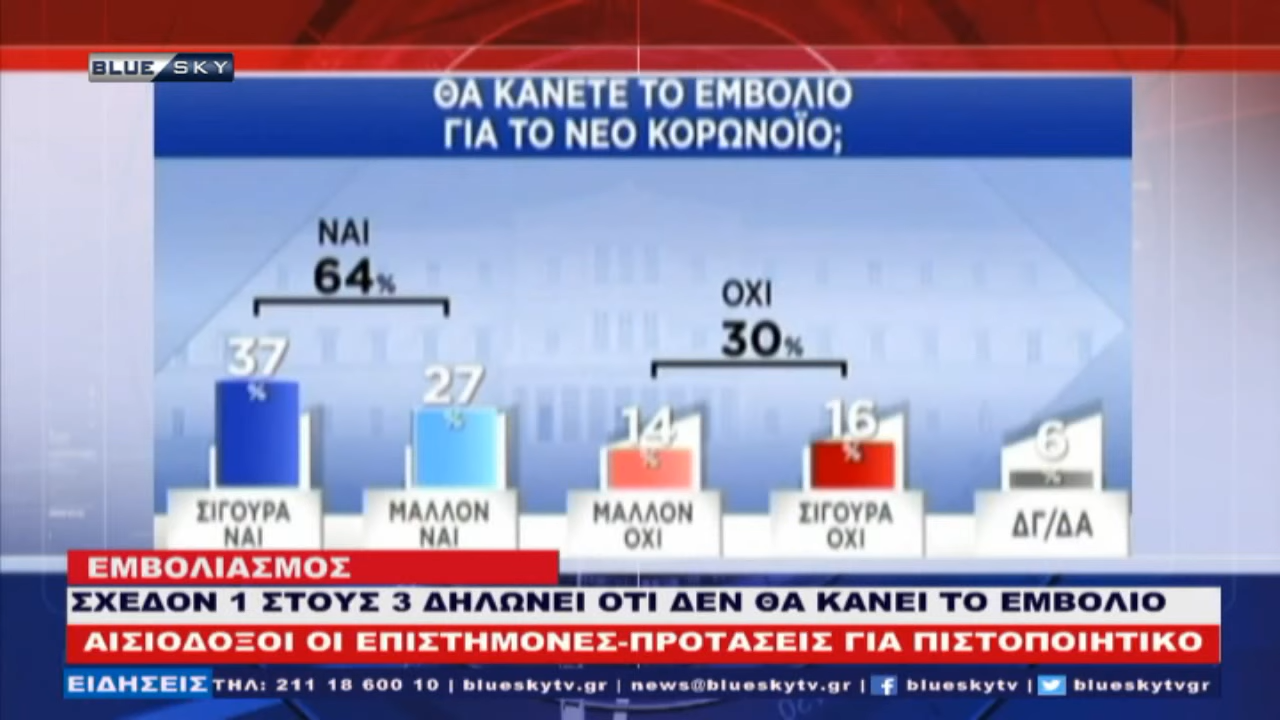 BLUE SKY
ΘΑ ΚΑΝΕΤΕ ΤΟ ΕΜΒΟΛΙΟ
ΓΙΑ ΤΟ ΝΕΟ ΚΟΡΩΝΟΪΟ;
ΝΑΙ
64%
ΟΧΙ
30%
37%
27%
14%
16%
6%
ΣΙΓΟΥΡΑ
ΝΑΙ
ΜΑΛΛΟΝ
ΝΑΙ
ΜΑΛΛΟΝ
ΟΧΙ
ΣΙΓΟΥΡΑ
ΟΧΙ
ΔΓ/ΔΑ
ΕΜΒΟΛΙΑΣΜΟΣ
ΣΧΕΔΟΝ 1 ΣΤΟΥΣ 3 ΔΗΛΩΝΕΙ ΟΤΙ ΔΕΝ ΘΑ ΚΑΝΕΙ ΤΟ ΕΜΒΟΛΙΟ
ΑΙΣΙΟΔΟΞΟΙ ΟΙ ΕΠΙΣΤΗΜΟΝΕΣ-ΠΡΟΤΑΣΕΙΣ ΓΙΑ ΠΙΣΤΟΠΟΙΗΤΙΚΟ
ΕΙΔΗΣΕΙΣ ΤΗΛ: 211 18 600 10 | blueskytv.gr | news@blueskytv.gr | blueskytv | blueskytvgr